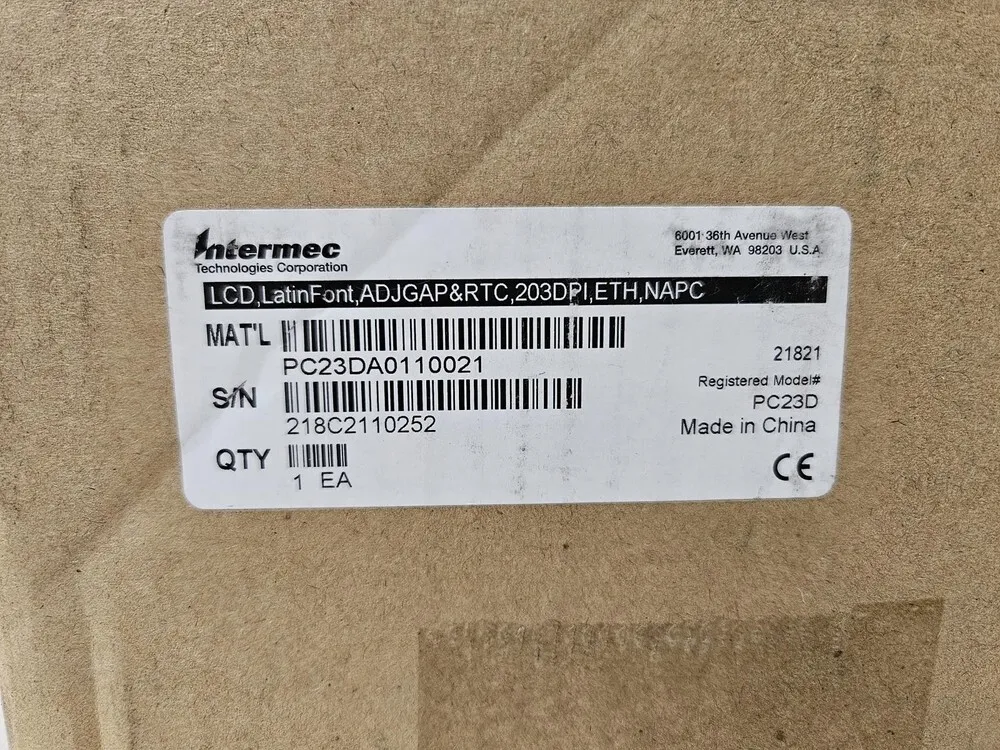 Intermec
Technologies Corporation
6001 36th Avenue West
Everett, WA 98203 U.S.A.
LCD,LatinFont,ADJGAP&RTC,203DPI,ETH,NAPC
MAT'L
PC23DA0110021
S/N
218C2110252
QTY
1 EA
21821
Registered Model#
PC23D
Made in China
CE